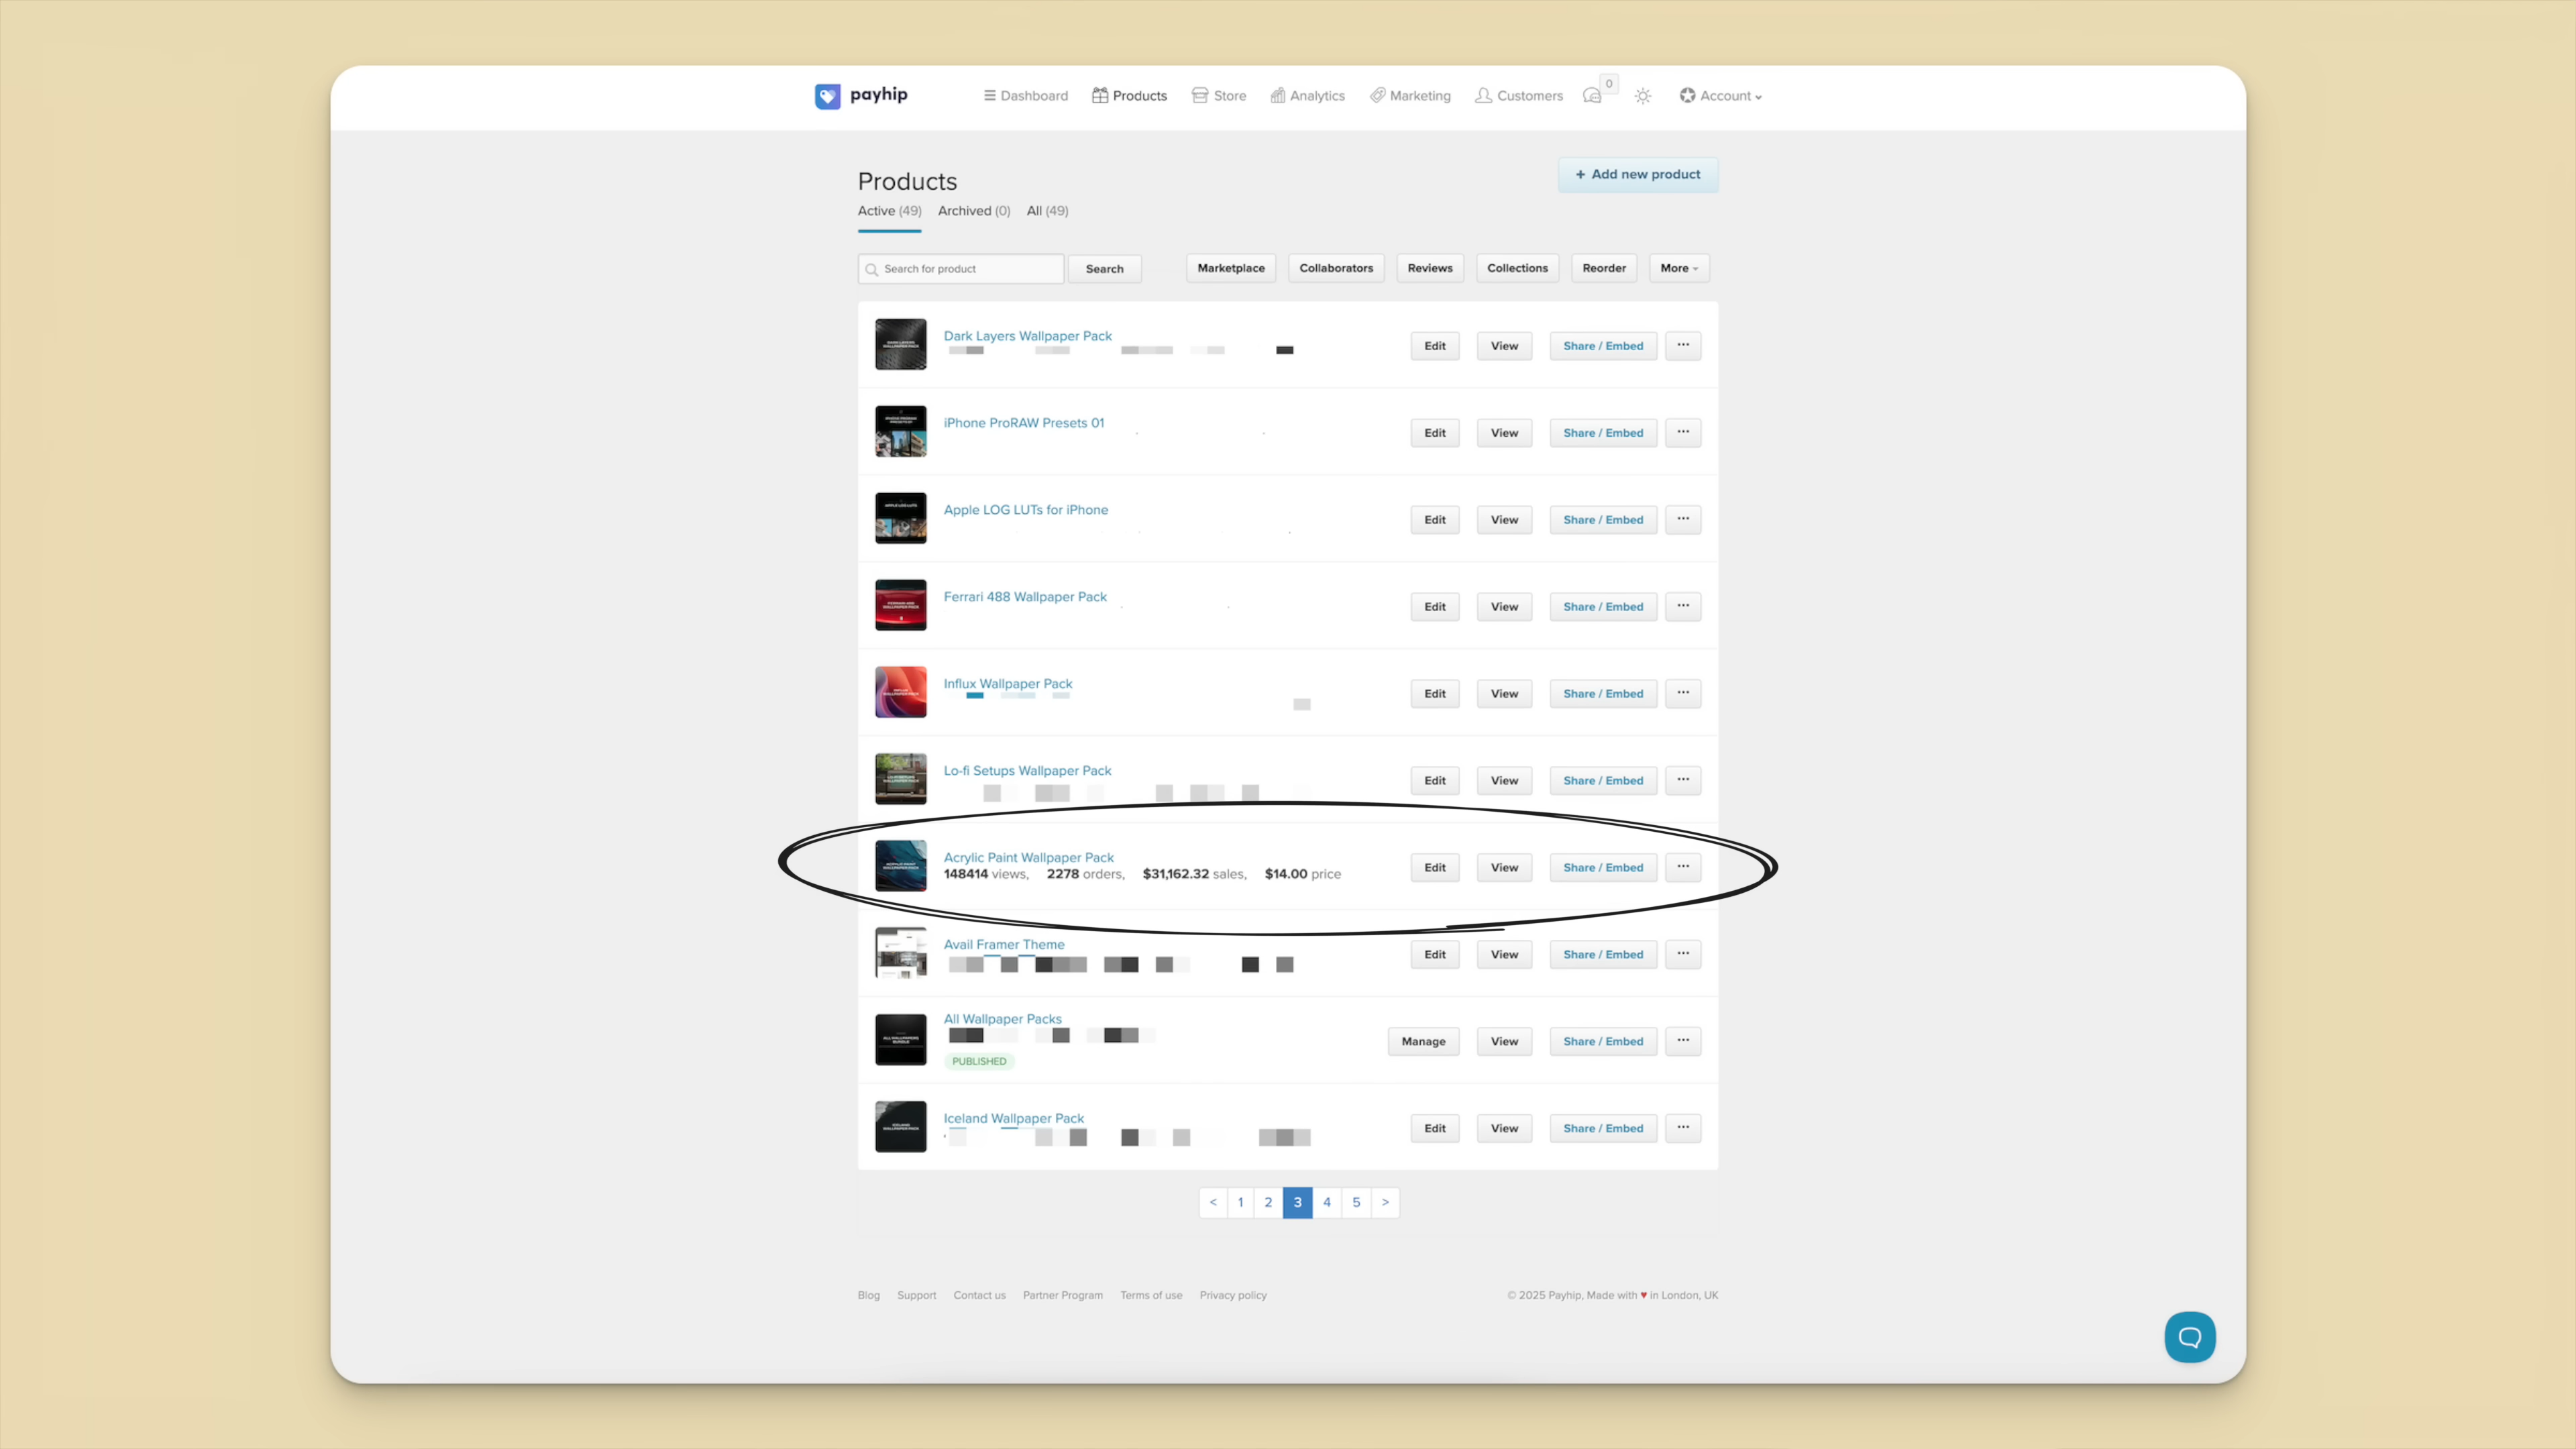 payhip
Dashboard Products Store Analytics Marketing Customers 0 Account
Products
+ Add new product
Active (49) Archived (0) All (49)
Search for product Search Marketplace Collaborators Reviews Collections Reorder More
Dark Layers Wallpaper Pack
Edit View Share / Embed ...
iPhone ProRAW Presets 01
Edit View Share / Embed ...
Apple LOG LUTs for iPhone
Edit View Share / Embed ...
Ferrari 488 Wallpaper Pack
Edit View Share / Embed ...
Influx Wallpaper Pack
Edit View Share / Embed ...
Lo-fi Setups Wallpaper Pack
Edit View Share / Embed ...
Acrylic Paint Wallpaper Pack
148414 views, 2278 orders, $31,162.32 sales, $14.00 price
Edit View Share / Embed ...
Avail Framer Theme
Edit View Share / Embed ...
All Wallpaper Packs
PUBLISHED
Manage View Share / Embed ...
Iceland Wallpaper Pack
Edit View Share / Embed ...
< 1 2 3 4 5 >
Blog Support Contact us Partner Program Terms of use Privacy policy © 2025 Payhip, Made with ♥ in London, UK